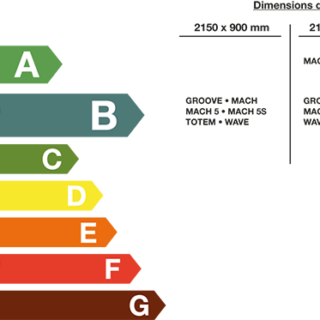 Dimensions d
2150 x 900 mm
21
A
MAC
B
GROOVE • MACH
MACH 5 • MACH 5S
TOTEM • WAVE
GRO
MAC
WAV
C
D
E
F
G